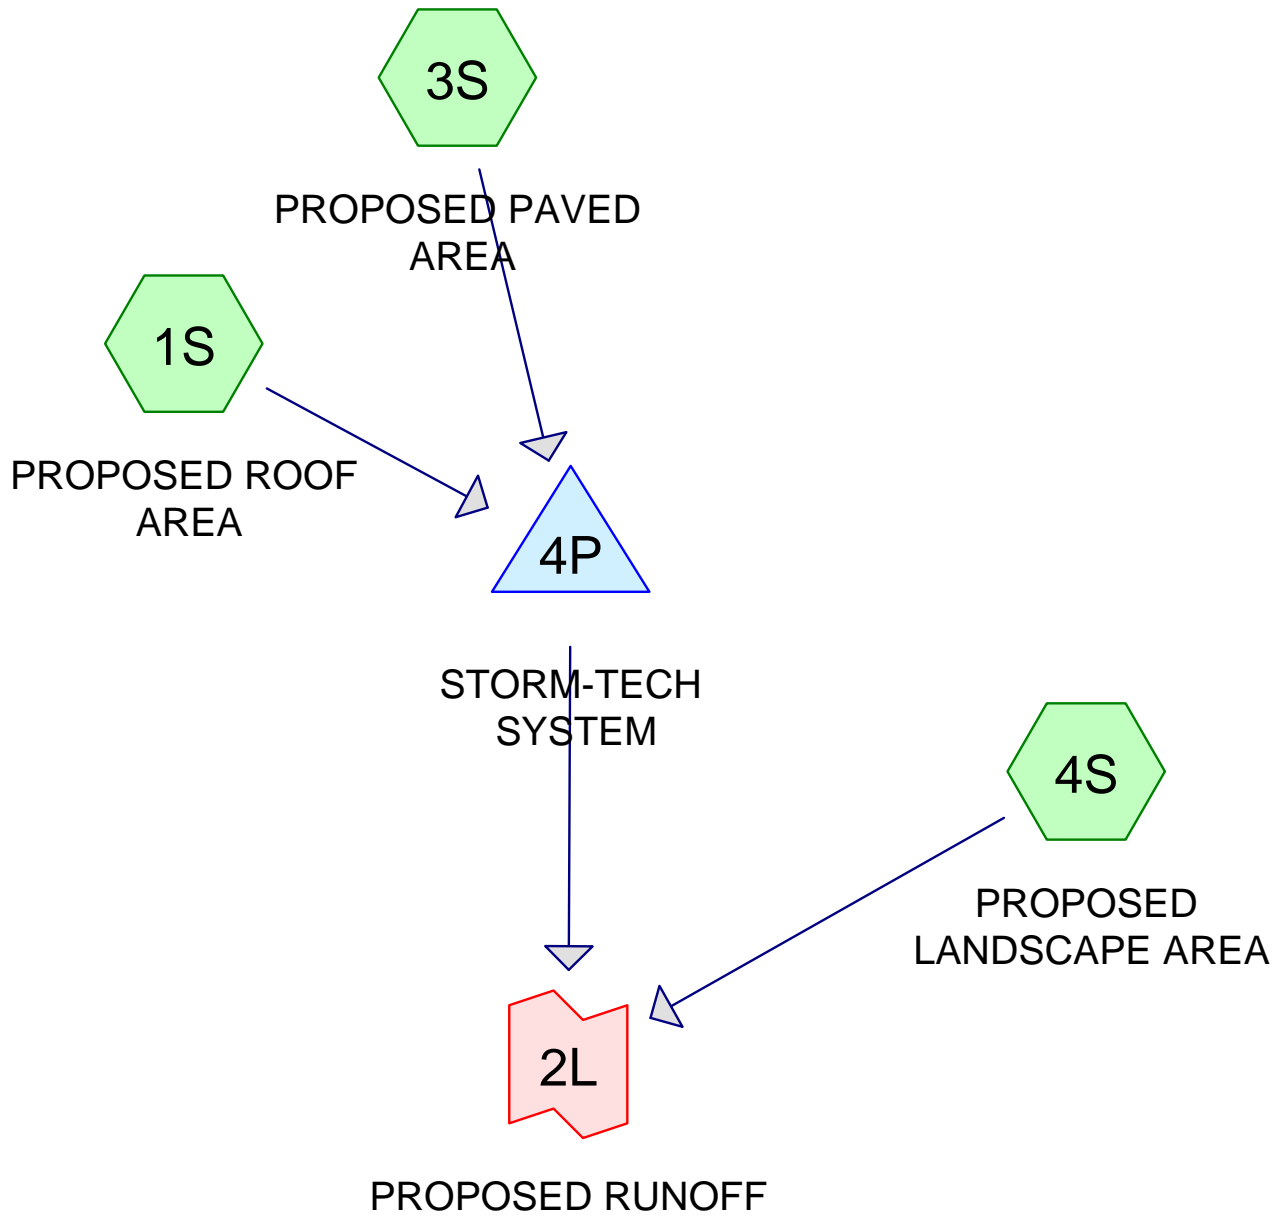 3S
PROPOSED PAVED
AREA
1S
PROPOSED ROOF
AREA
4P
STORM-TECH
SYSTEM
4S
PROPOSED
LANDSCAPE AREA
2L
PROPOSED RUNOFF